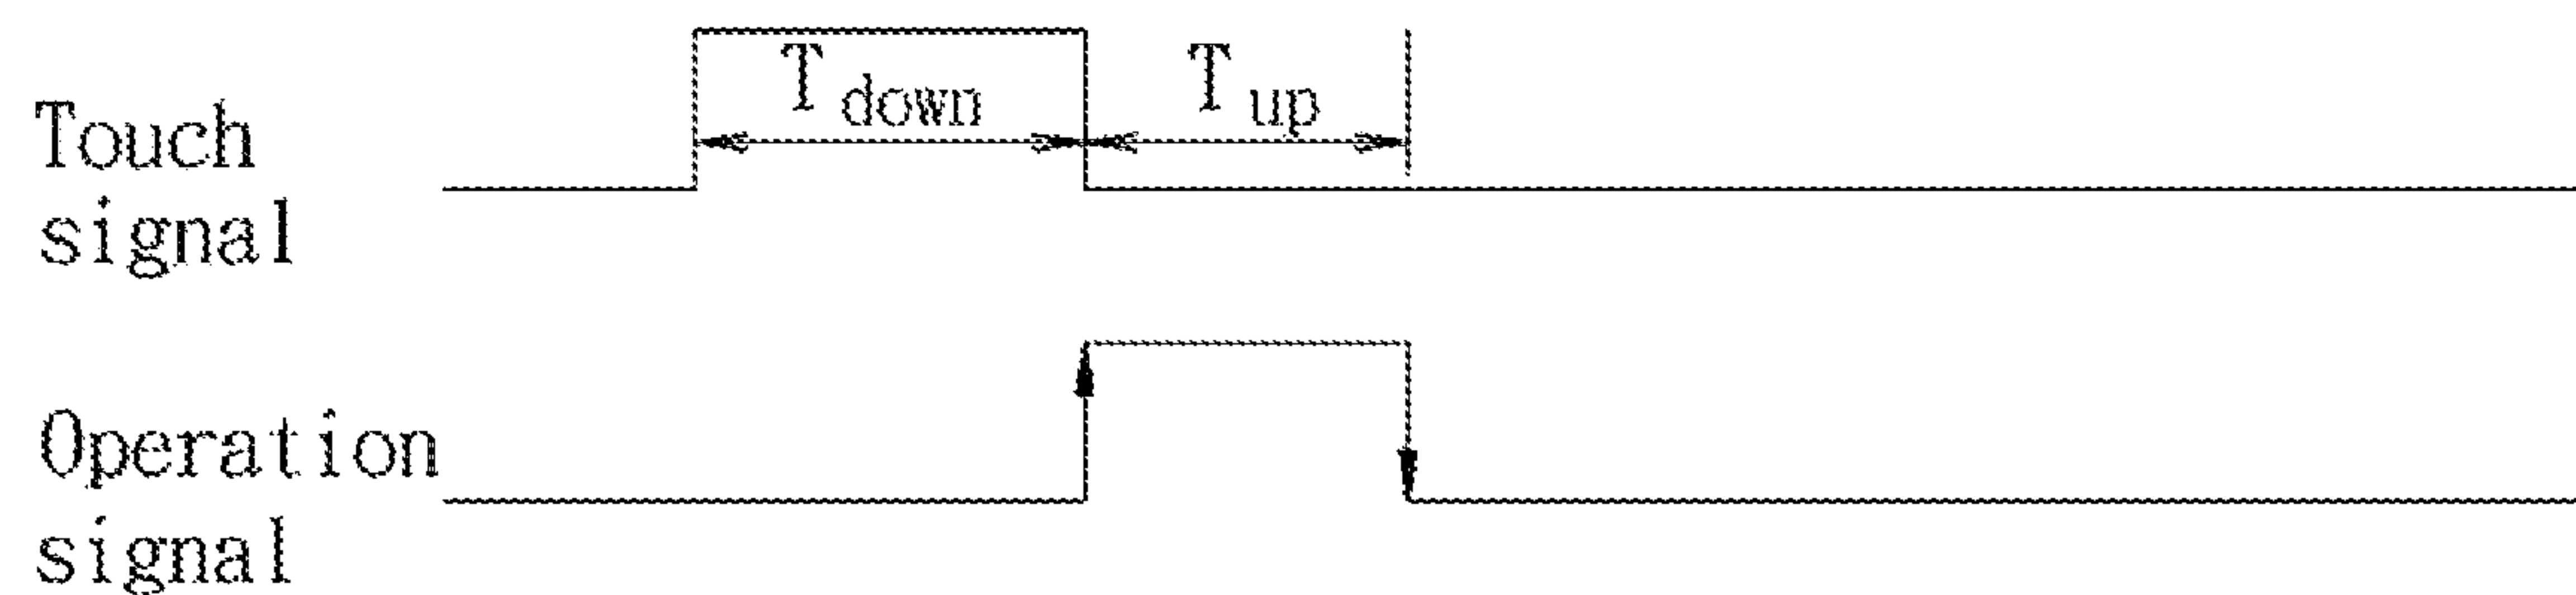 T down T up
Touch
signal
Operation
signal